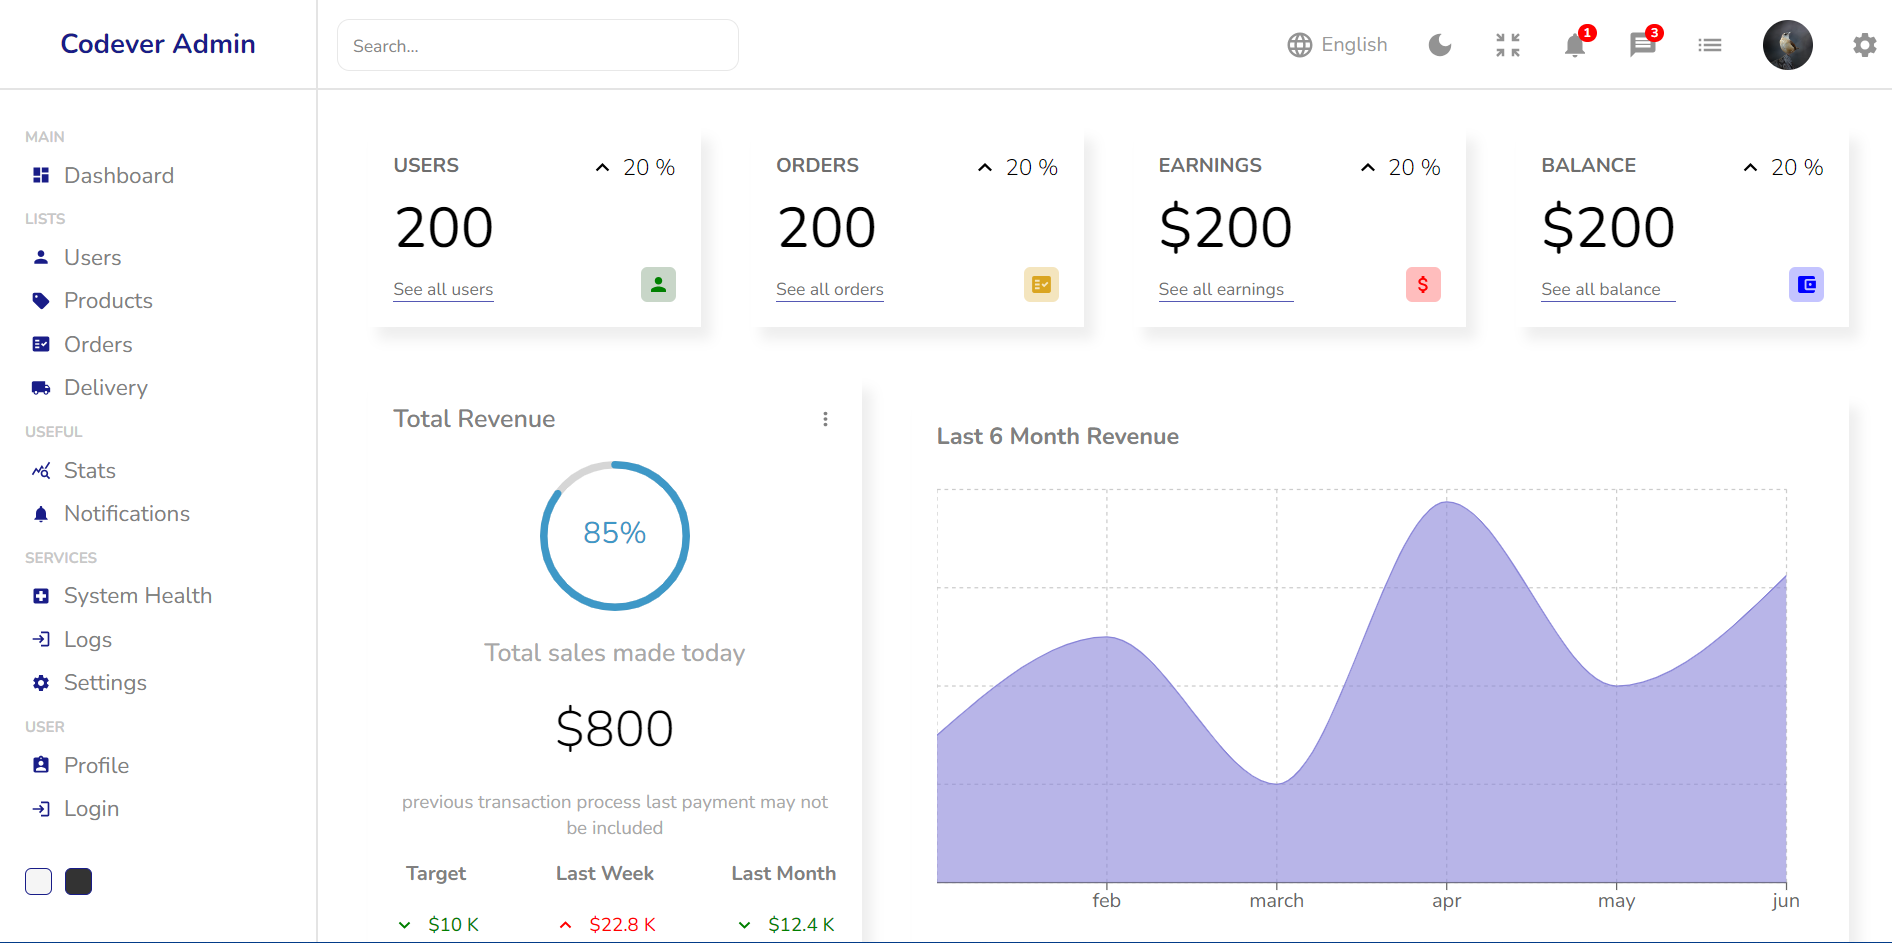 Codever Admin
Search...
English
1
3
MAIN
Dashboard
LISTS
Users
Products
Orders
Delivery
USEFUL
Stats
Notifications
SERVICES
System Health
Logs
Settings
USER
Profile
Login
USERS
20 %
200
See all users
ORDERS
20 %
200
See all orders
EARNINGS
20 %
$200
See all earnings
$
BALANCE
20 %
$200
See all balance
Total Revenue
85%
Total sales made today
$800
previous transaction process last payment may not
be included
Target
Last Week
Last Month
$10 K
$22.8 K
$12.4 K
Last 6 Month Revenue
feb
march
apr
may
jun